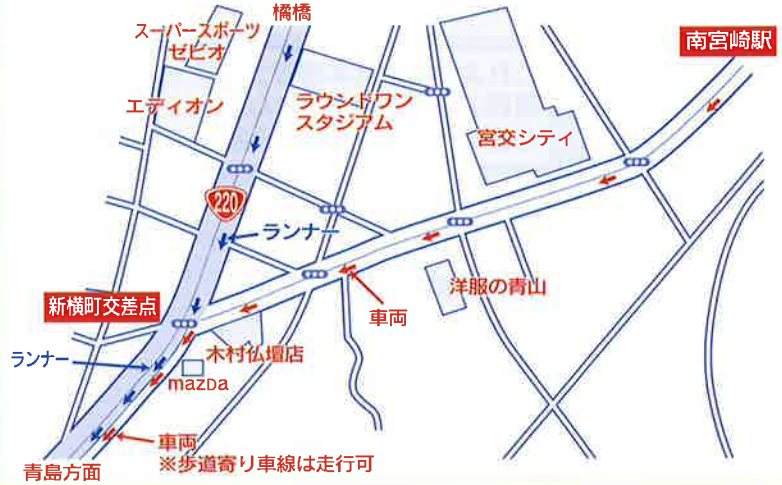 スーパースポーツ
ゼビオ
橘橋
南宮崎駅
エディオン
ラウンドワン
スタジアム
宮交シティ
220
ランナー
洋服の青山
新横町交差点
車両
ランナー
木村仏壇店
mazDa
車両
※歩道寄り車線は走行可
青島方面